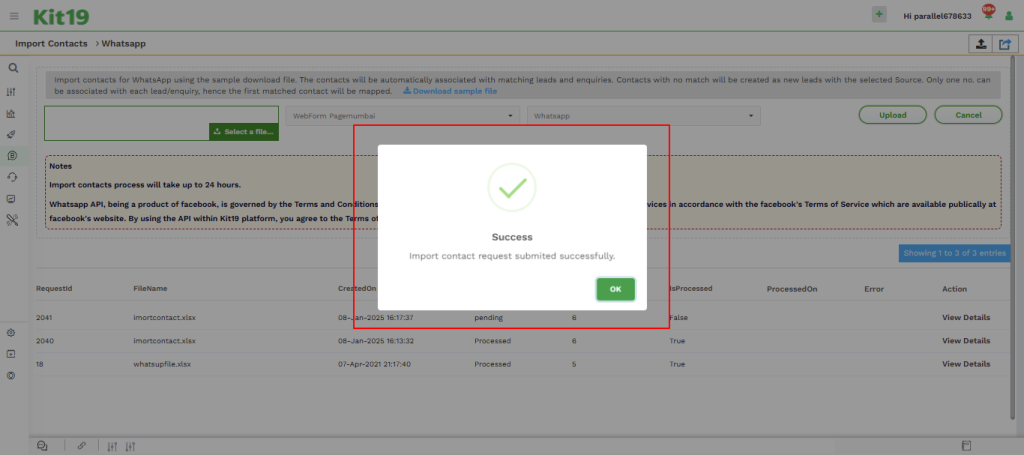 Kit19
+
Hi parallel678633
99+
Import Contacts > Whatsapp
Import contacts for WhatsApp using the sample download file. The contacts will be automatically associated with matching leads and enquiries. Contacts with no match will be created as new leads with the selected Source. Only one no. can
be associated with each lead/enquiry, hence the first matched contact will be mapped. Download sample file
Select a file...
WebForm Pagemumbai
Whatsapp
Upload
Cancel
Notes
Import contacts process will take up to 24 hours.
Whatsapp API, being a product of facebook, is governed by the Terms and Conditions
vices in accordance with the facebook's Terms of Service which are available publically at
facebook's website. By using the API within Kit19 platform, you agree to the Terms of
Success
Import contact request submited successfully.
OK
Showing 1 to 3 of 3 entries
RequestId FileName CreatedOn IsProcessed ProcessedOn Error Action
2041 imortcontact.xlsx 08-Jan-2025 16:17:37 pending 6 False View Details
2040 imortcontact.xlsx 08-Jan-2025 16:13:32 Processed 6 True View Details
18 whatsupfile.xlsx 07-Apr-2021 21:17:40 Processed 5 True View Details